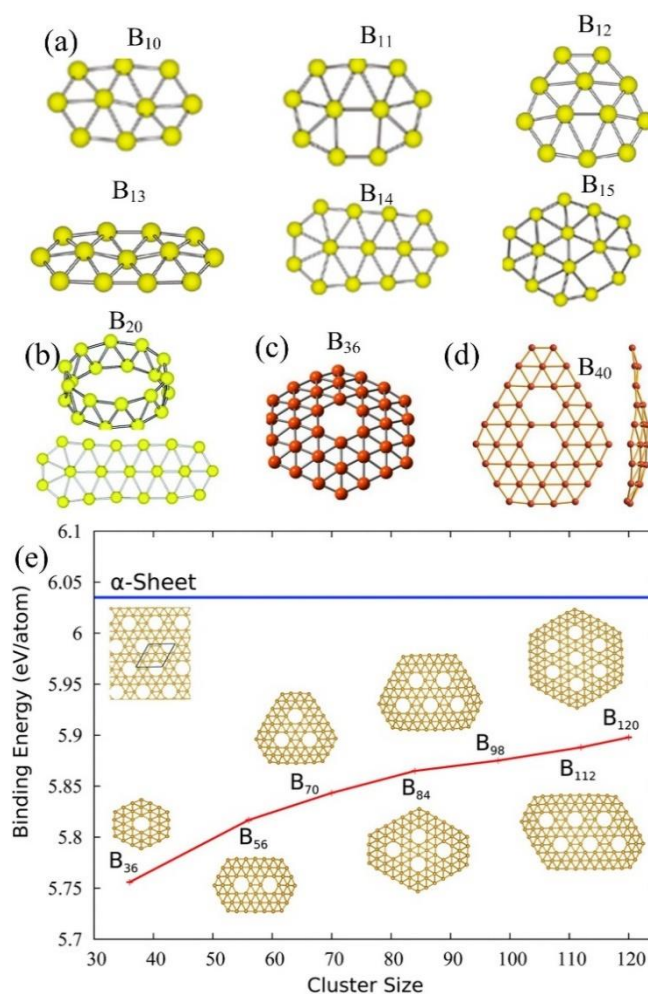 (a) B₁₀ B₁₁ B₁₂
B₁₃ B₁₄ B₁₅
(b) B₂₀ (c) B₃₆ (d) B₄₀
(e)
Binding Energy (eV/atom)
6.1
6.05
6
5.95
5.9
5.85
5.8
5.75
5.7
α-Sheet
B₃₆
B₅₆
B₇₀
B₈₄
B₉₈
B₁₁₂
B₁₂₀
30 40 50 60 70 80 90 100 110 120
Cluster Size